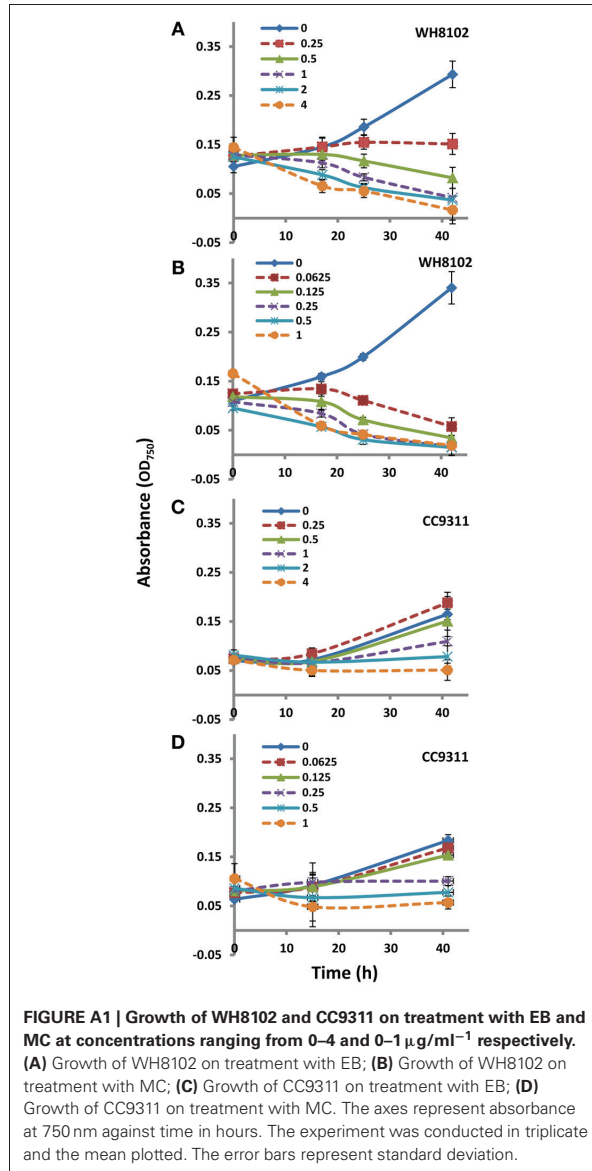 A
WH8102
0
0.25
0.5
1
2
4
0.35
0.25
0.15
0.05
-0.05
0 10 20 30 40
B
WH8102
0
0.0625
0.125
0.25
0.5
1
0.35
0.25
0.15
0.05
-0.05
0 10 20 30 40
Absorbance (OD750)
C
CC9311
0
0.25
0.5
1
2
4
0.35
0.25
0.15
0.05
-0.05
0 10 20 30 40
D
CC9311
0
0.0625
0.125
0.25
0.5
1
0.35
0.25
0.15
0.05
-0.05
0 10 20 30 40
Time (h)
FIGURE A1 | Growth of WH8102 and CC9311 on treatment with EB and
MC at concentrations ranging from 0–4 and 0–1 μg/ml−1 respectively.
(A) Growth of WH8102 on treatment with EB; (B) Growth of WH8102 on
treatment with MC; (C) Growth of CC9311 on treatment with EB; (D)
Growth of CC9311 on treatment with MC. The axes represent absorbance
at 750 nm against time in hours. The experiment was conducted in triplicate
and the mean plotted. The error bars represent standard deviation.